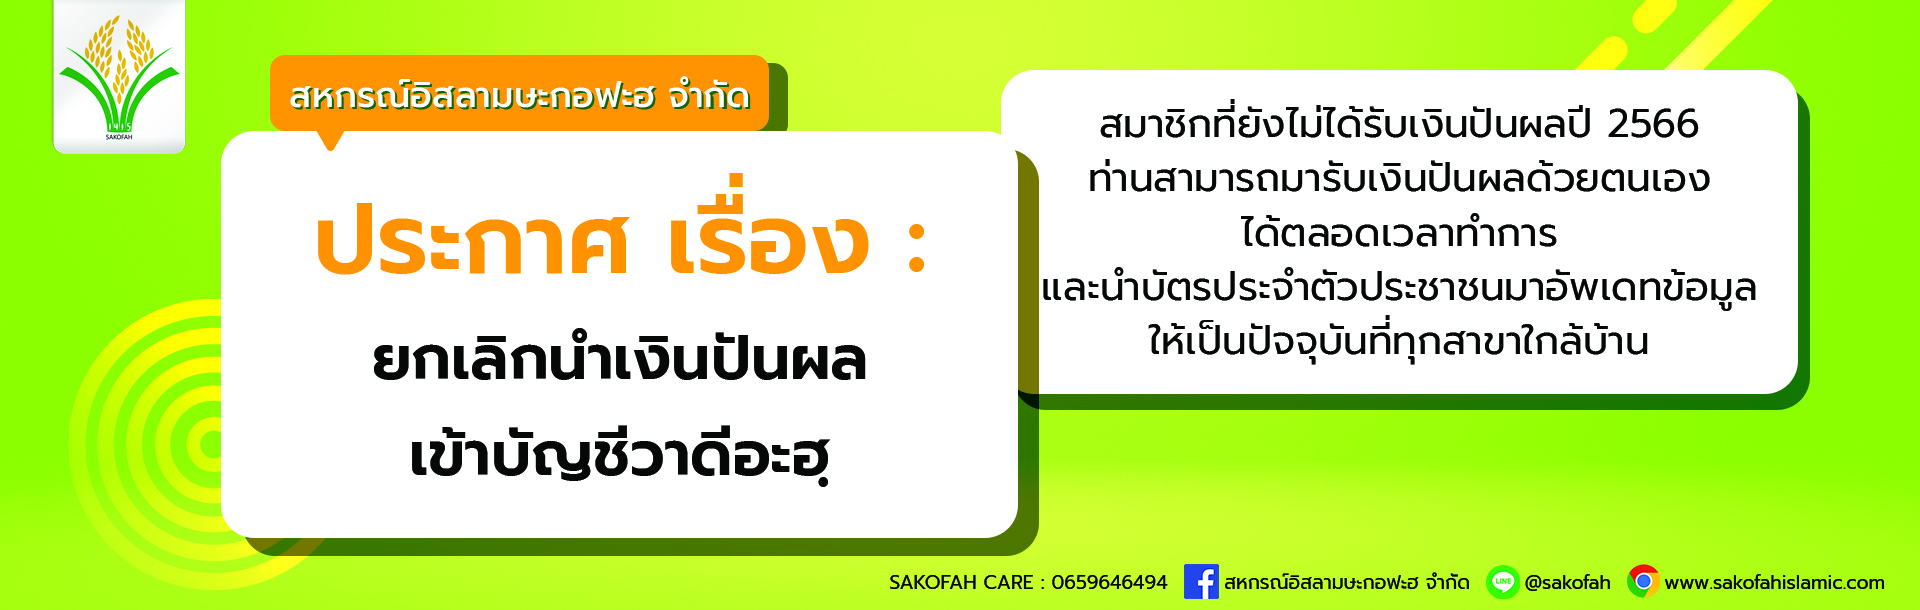 1415
SAKOFAH
สหกรณ์อิสลามษะกอฟะฮ จำกัด
ประกาศ เรื่อง :
ยกเลิกนำเงินปันผล
เข้าบัญชีวาดีอะฮฺ
สมาชิกที่ยังไม่ได้รับเงินปันผลปี 2566
ท่านสามารถมารับเงินปันผลด้วยตนเอง
ได้ตลอดเวลาทำการ
และนำบัตรประจำตัวประชาชนมาอัพเดทข้อมูล
ให้เป็นปัจจุบันที่ทุกสาขาใกล้บ้าน
SAKOFAH CARE : 0659646494 สหกรณ์อิสลามษะกอฟะฮ จำกัด LINE @sakofah www.sakofahislamic.com